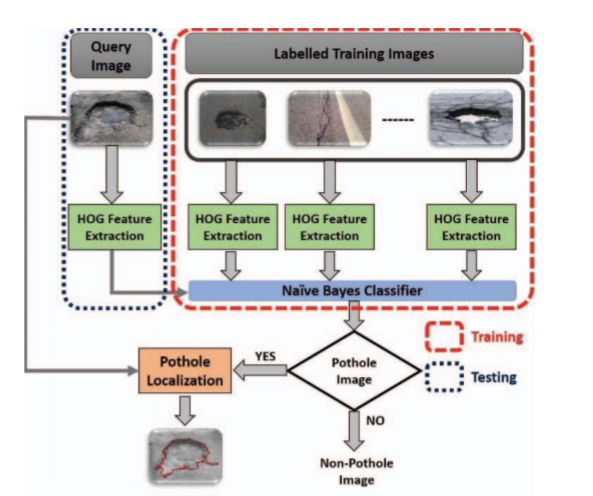 Query
Image
Labelled Training Images
HOG Feature
Extraction
HOG Feature
Extraction
HOG Feature
Extraction
HOG Feature
Extraction
Naïve Bayes Classifier
Pothole
Localization
YES
Pothole
Image
Training
Testing
NO
Non-Pothole
Image